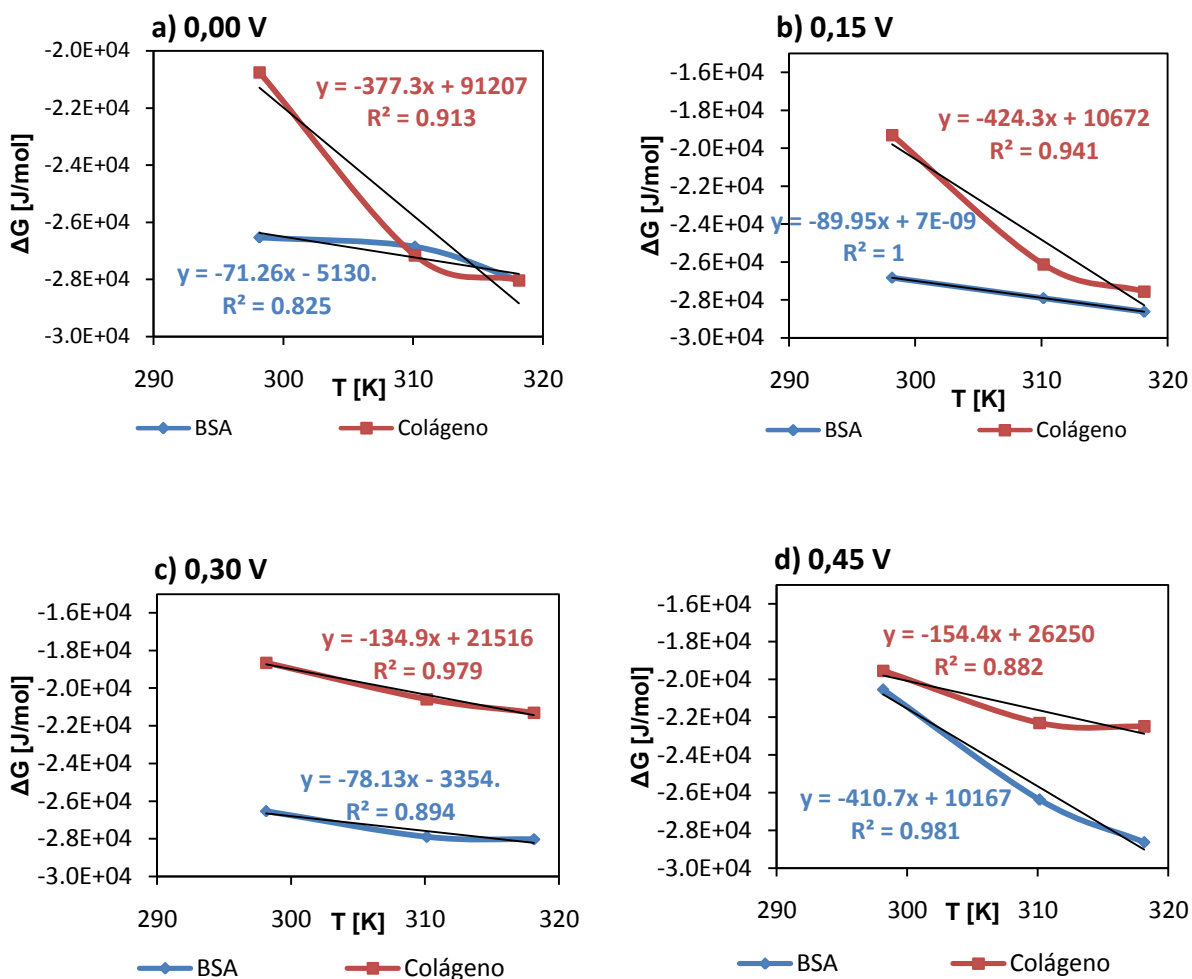 a) 0,00 V
-2.0E+04
-2.2E+04
-2.4E+04
-2.6E+04
-2.8E+04
-3.0E+04
ΔG [J/mol]
y = -377.3x + 91207
R² = 0.913
y = -71.26x - 5130.
R² = 0.825
290
300
310
320
T [K]
BSA
Colágeno
b) 0,15 V
-1.6E+04
-1.8E+04
-2.0E+04
-2.2E+04
-2.4E+04
-2.6E+04
-2.8E+04
-3.0E+04
ΔG [J/mol]
y = -424.3x + 10672
R² = 0.941
y = -89.95x + 7E-09
R² = 1
290
300
310
320
T [K]
BSA
Colágeno
c) 0,30 V
-1.6E+04
-1.8E+04
-2.0E+04
-2.2E+04
-2.4E+04
-2.6E+04
-2.8E+04
-3.0E+04
ΔG [J/mol]
y = -134.9x + 21516
R² = 0.979
y = -78.13x - 3354.
R² = 0.894
290
300
310
320
T [K]
BSA
Colágeno
d) 0,45 V
-1.6E+04
-1.8E+04
-2.0E+04
-2.2E+04
-2.4E+04
-2.6E+04
-2.8E+04
-3.0E+04
ΔG [J/mol]
y = -154.4x + 26250
R² = 0.882
y = -410.7x + 10167
R² = 0.981
290
300
310
320
T [K]
BSA
Colágeno